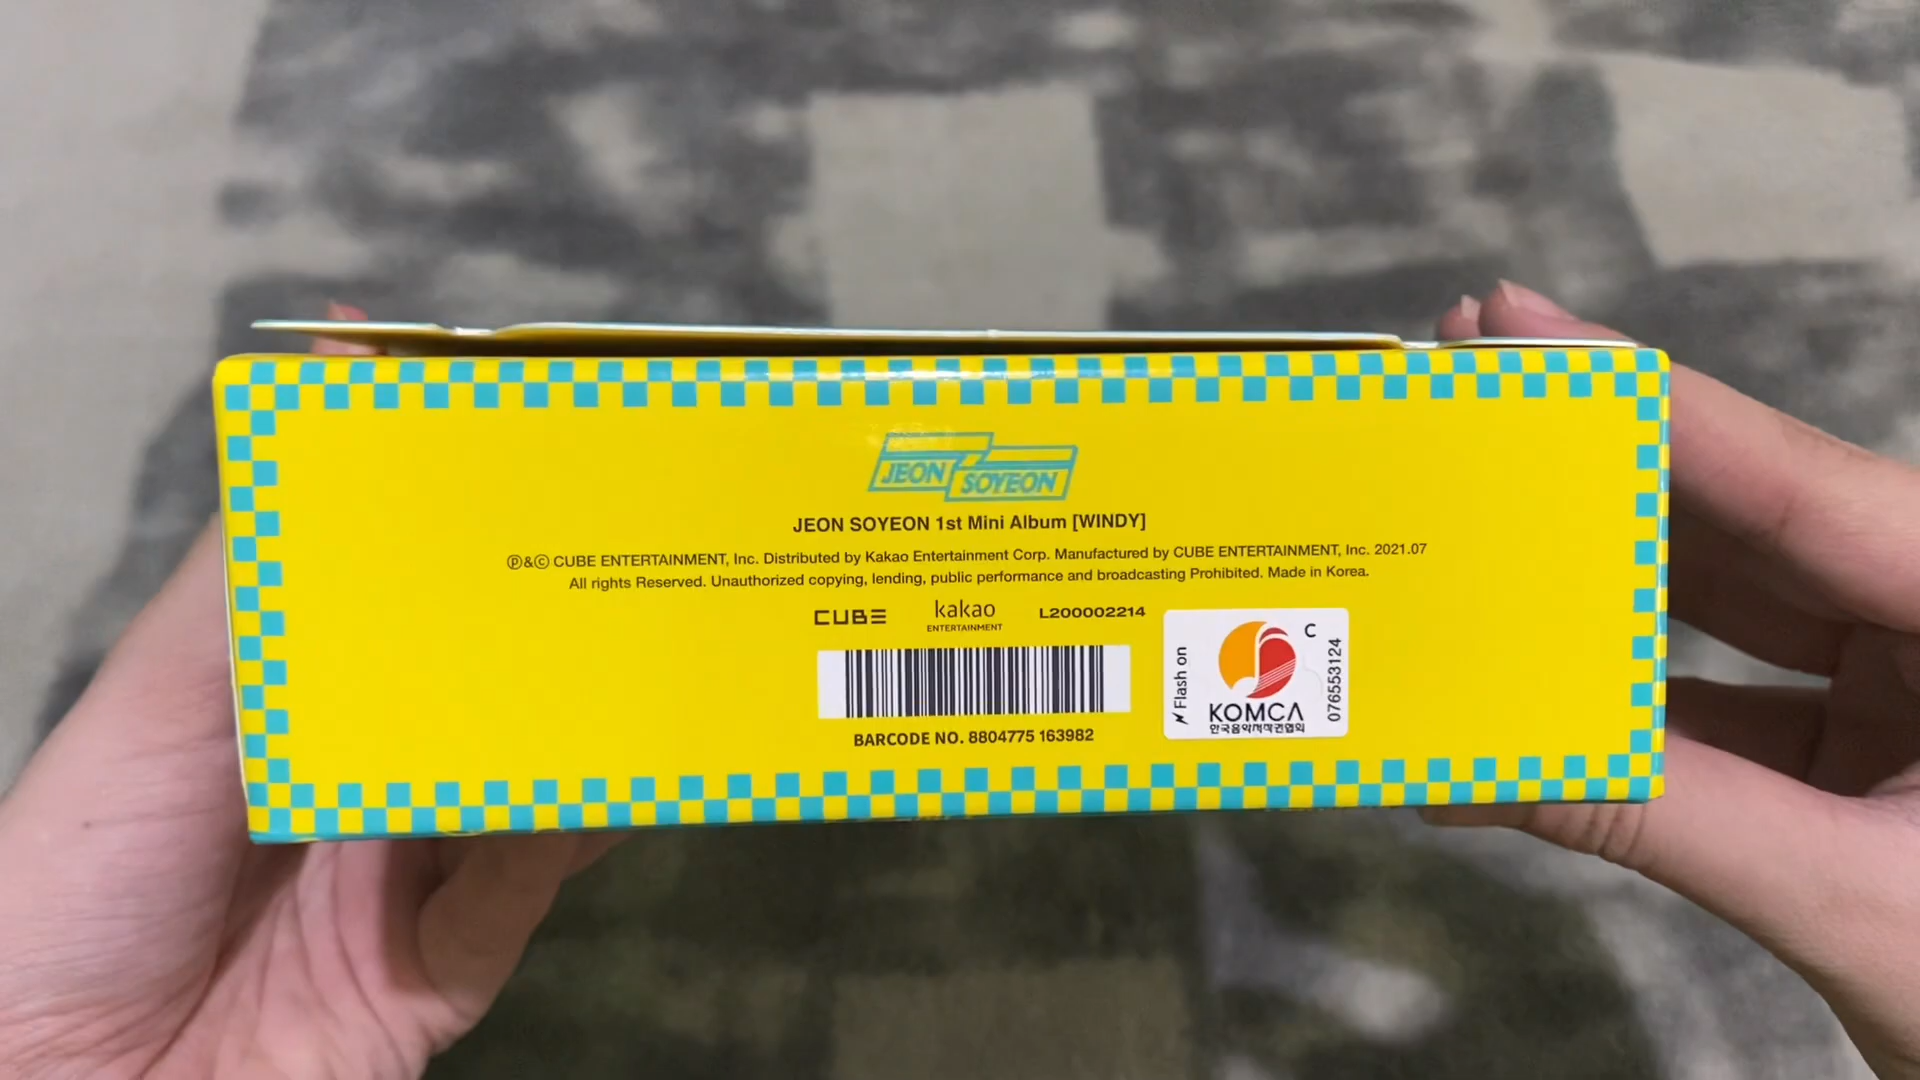 JEON SOYEON
JEON SOYEON 1st Mini Album [WINDY]
Ⓟ&Ⓒ CUBE ENTERTAINMENT, Inc. Distributed by Kakao Entertainment Corp. Manufactured by CUBE ENTERTAINMENT, Inc. 2021.07
All rights Reserved. Unauthorized copying, lending, public performance and broadcasting Prohibited. Made in Korea.
CUBE
kakao
ENTERTAINMENT
L200002214
BARCODE NO. 8804775 163982
Flash on
C
KOMCA
한국음악저작권협회
076553124